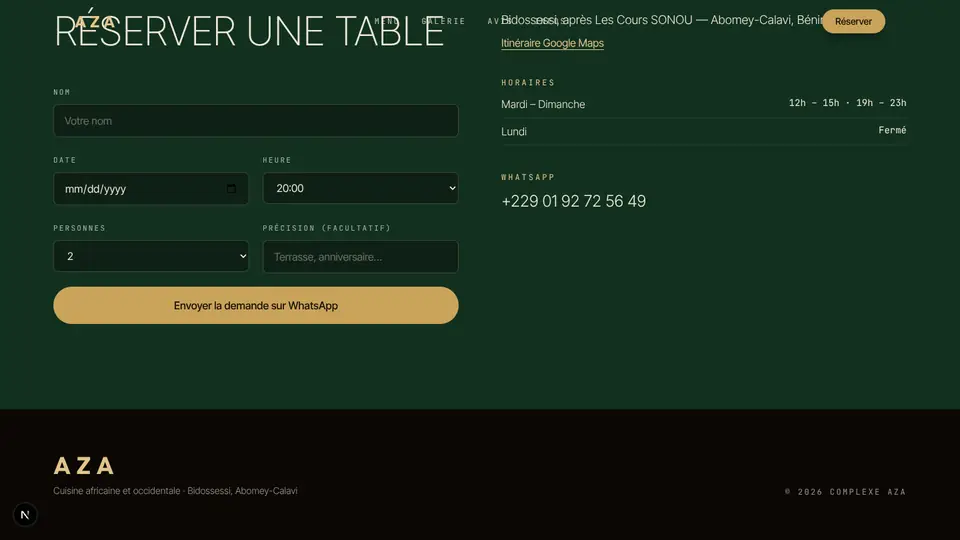 AZA
MENU GALERIE
Réserver
RÉSERVER UNE TABLE
NOM
Votre nom
DATE
HEURE
mm/dd/yyyy
20:00
PERSONNES
PRÉCISION (FACULTATIF)
2
Terrasse, anniversaire...
Envoyer la demande sur WhatsApp
Bidossessi, après Les Cours SONOU — Abomey-Calavi, Bénin
Itinéraire Google Maps
HORAIRES
Mardi – Dimanche 12h – 15h · 19h – 23h
Lundi Fermé
WHATSAPP
+229 01 92 72 56 49
AZA
Cuisine africaine et occidentale · Bidossessi, Abomey-Calavi
© 2026 COMPLEXE AZA
N